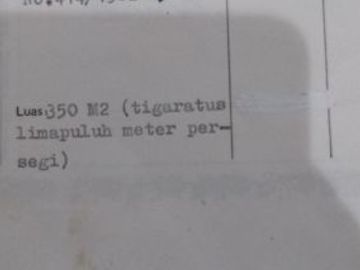 Luas 350 M2 (tigaratus
limapuluh meter per-
segi)